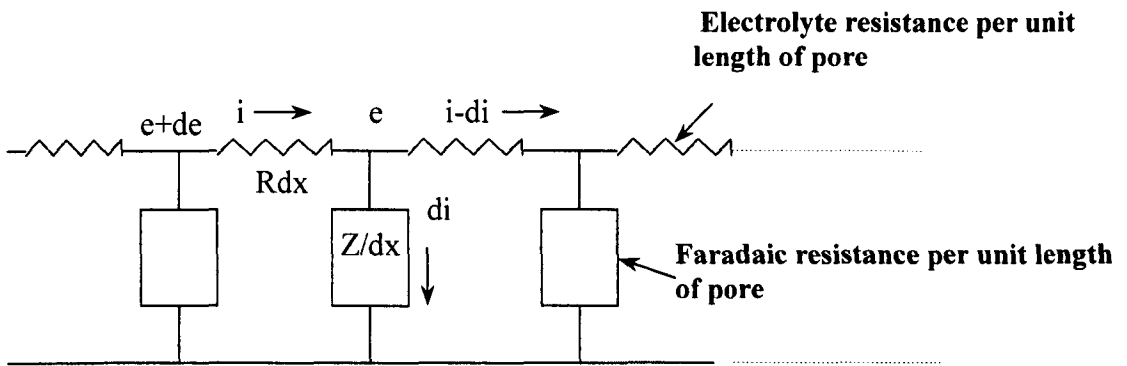 Electrolyte resistance per unit
length of pore
e+de
i
e
i-di
Rdx
di
Z/dx
Faradaic resistance per unit length
of pore